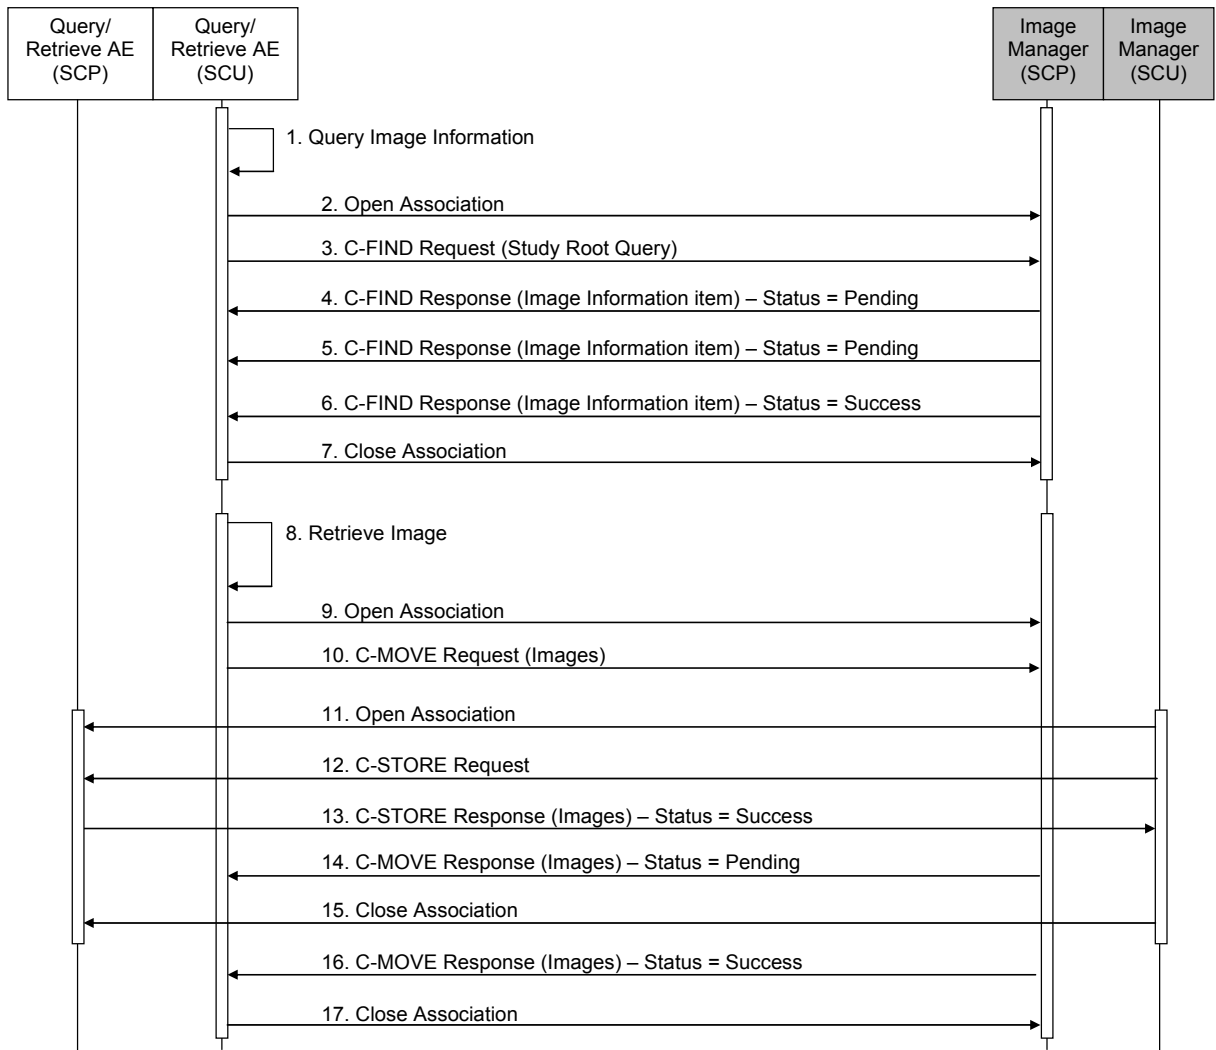 Query/
Retrieve AE
(SCP)
Query/
Retrieve AE
(SCU)
Image
Manager
(SCP)
Image
Manager
(SCU)
1. Query Image Information
2. Open Association
3. C-FIND Request (Study Root Query)
4. C-FIND Response (Image Information item) – Status = Pending
5. C-FIND Response (Image Information item) – Status = Pending
6. C-FIND Response (Image Information item) – Status = Success
7. Close Association
8. Retrieve Image
9. Open Association
10. C-MOVE Request (Images)
11. Open Association
12. C-STORE Request
13. C-STORE Response (Images) – Status = Success
14. C-MOVE Response (Images) – Status = Pending
15. Close Association
16. C-MOVE Response (Images) – Status = Success
17. Close Association